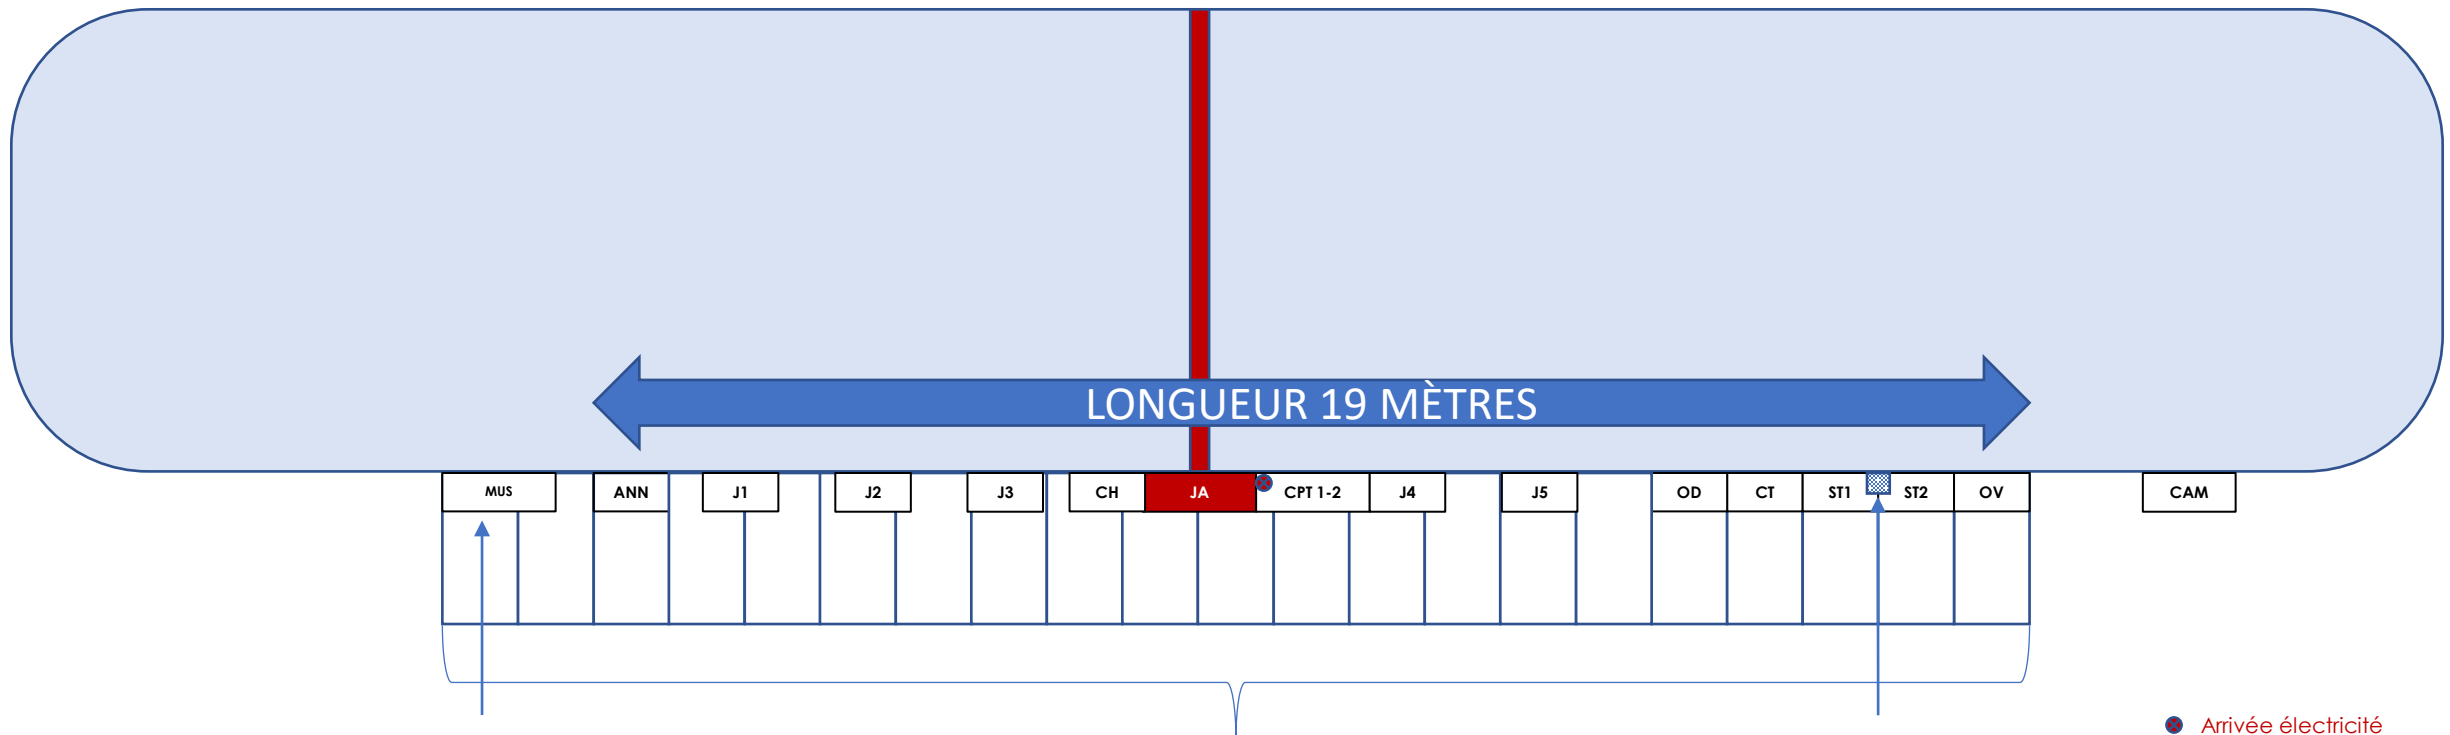 LONGUEUR 19 MÈTRES
MUS
ANN
J1
J2
J3
CH
JA
CPT 1-2
J4
J5
OD
CT
ST1
ST2
OV
CAM
Arrivée électricité